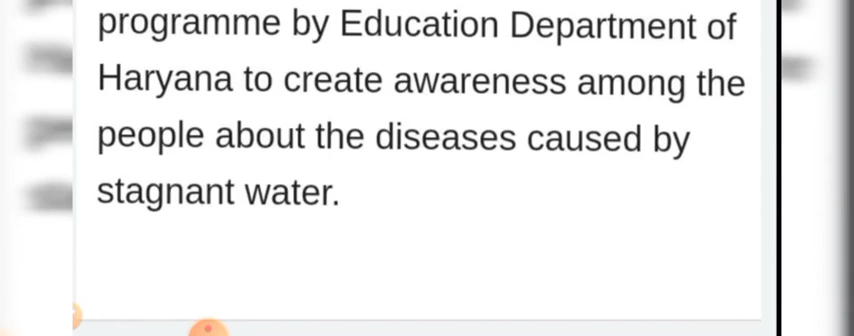 programme by Education Department of
Haryana to create awareness among the
people about the diseases caused by
stagnant water.